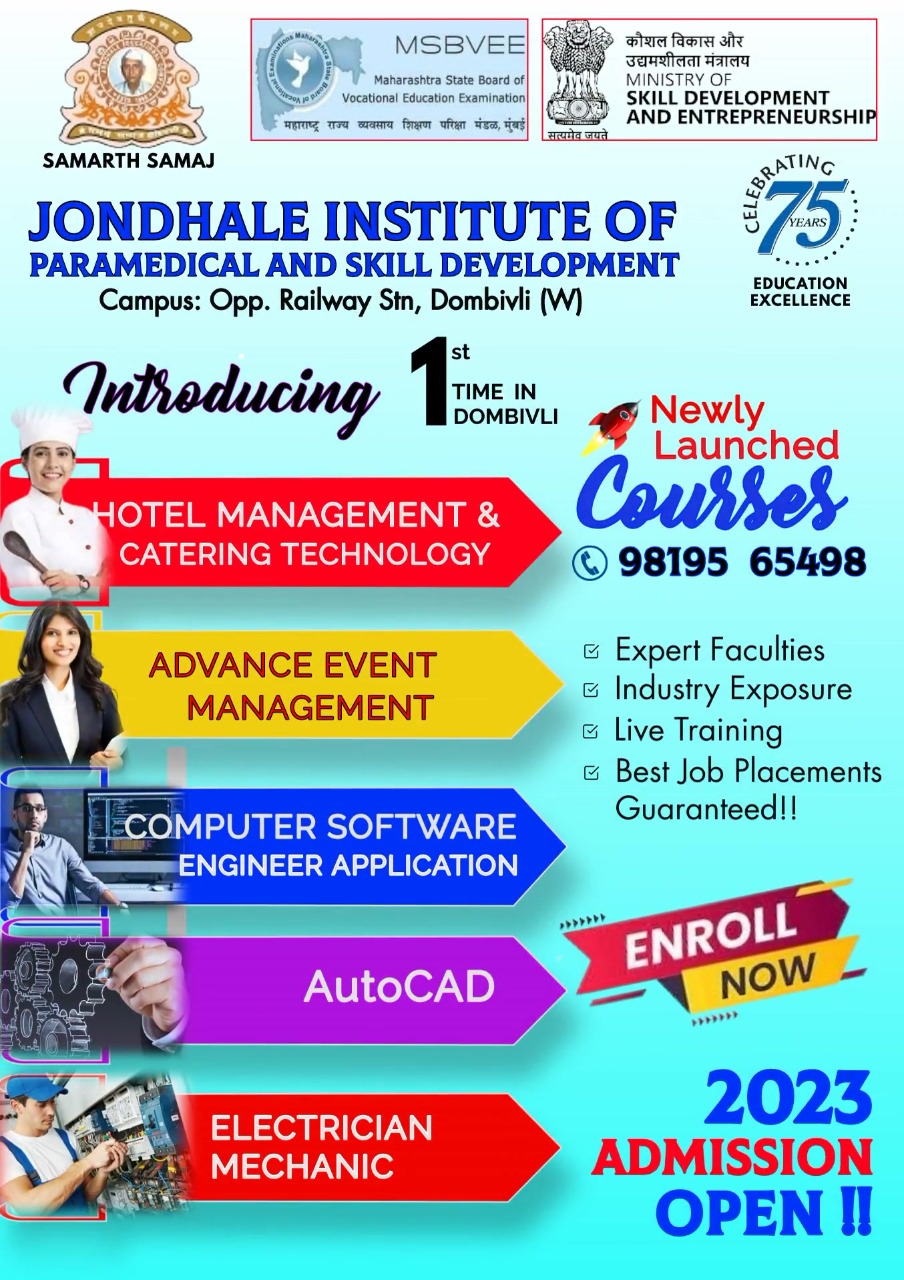 SAMARTH SAMAJ
MSBVEE
Maharashtra State Board of
Vocational Education Examination
महाराष्ट्र राज्य व्यवसाय शिक्षण परिक्षा मंडळ, मुंबई
सत्यमेव जयते
कौशल विकास और
उद्यमशीलता मंत्रालय
MINISTRY OF
SKILL DEVELOPMENT
AND ENTREPRENEURSHIP
CELEBRATING
75
YEARS
EDUCATION
EXCELLENCE
JONDHALE INSTITUTE OF
PARAMEDICAL AND SKILL DEVELOPMENT
Campus: Opp. Railway Stn, Dombivli (W)
Introducing
1st
TIME IN
DOMBIVLI
Newly
Launched
Courses
98195 65498
HOTEL MANAGEMENT &
CATERING TECHNOLOGY
ADVANCE EVENT
MANAGEMENT
COMPUTER SOFTWARE
ENGINEER APPLICATION
AutoCAD
ELECTRICIAN
MECHANIC
Expert Faculties
Industry Exposure
Live Training
Best Job Placements
Guaranteed!!
ENROLL
NOW
2023
ADMISSION
OPEN !!